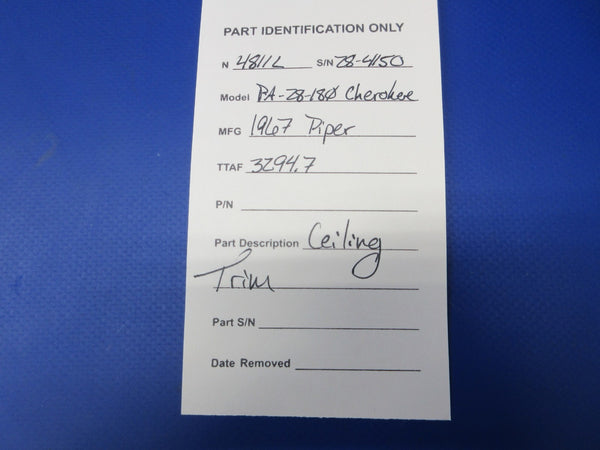 PART IDENTIFICATION ONLY
N 4811L S/N 28-4150
Model PA-28-180 Cherokee
MFG 1967 Piper
TTAF 3294.7
P/N
Part Description Ceiling
Trim
Part S/N
Date Removed